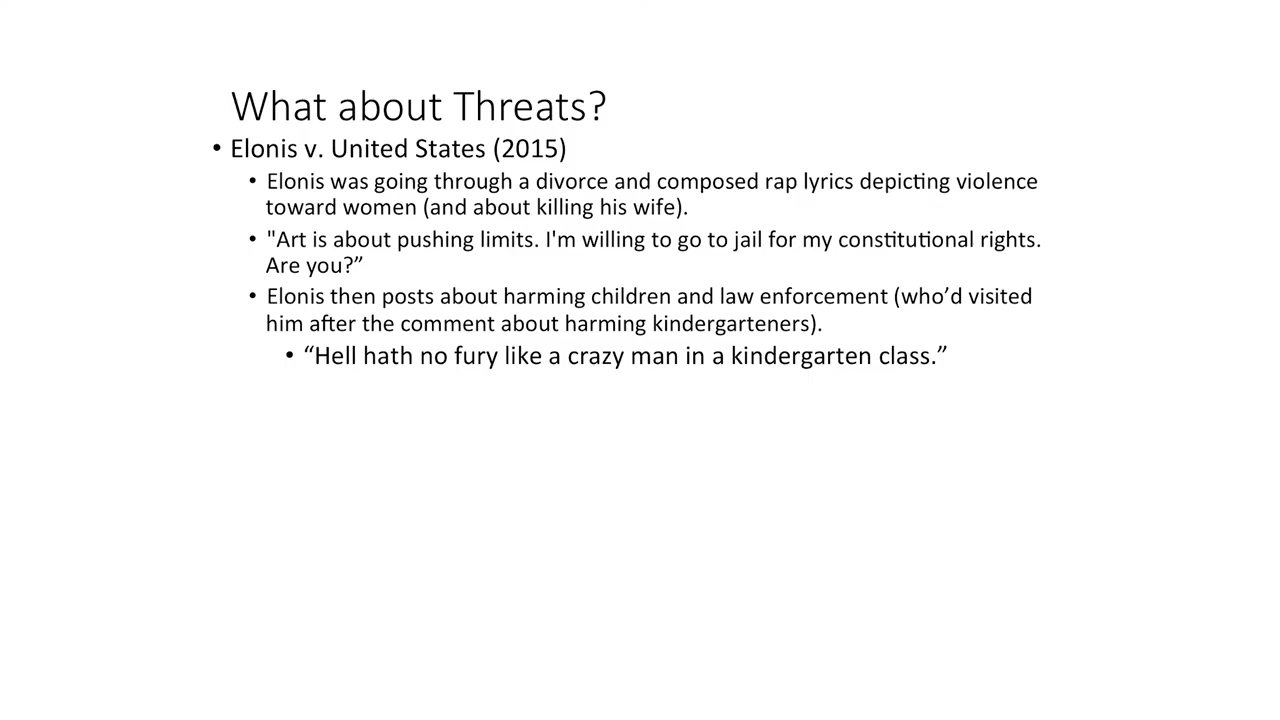 What about Threats?
• Elonis v. United States (2015)
• Elonis was going through a divorce and composed rap lyrics depicting violence
toward women (and about killing his wife).
• "Art is about pushing limits. I'm willing to go to jail for my constitutional rights.
Are you?”
• Elonis then posts about harming children and law enforcement (who’d visited
him after the comment about harming kindergarteners).
• “Hell hath no fury like a crazy man in a kindergarten class.”